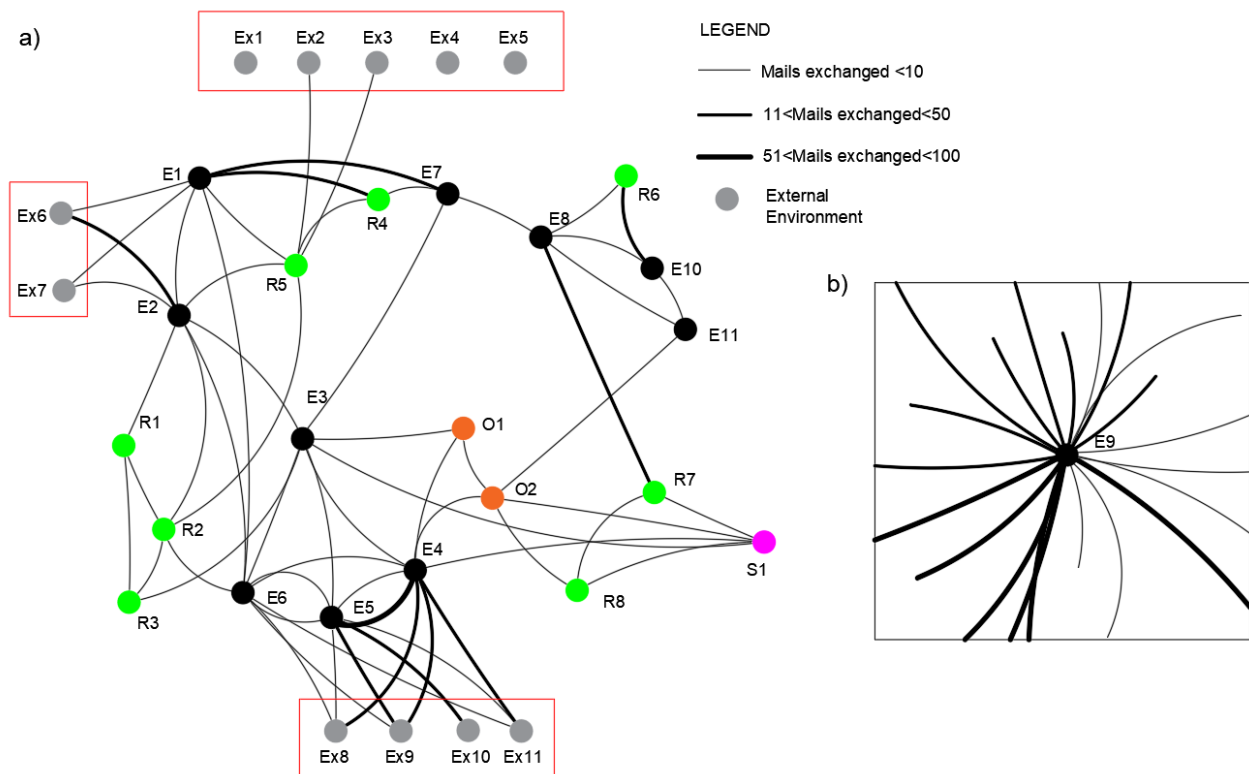 a)
Ex1 Ex2 Ex3 Ex4 Ex5
LEGEND
Mails exchanged <10
11<Mails exchanged<50
51<Mails exchanged<100
External
Environment
E1
E7
R6
R4
Ex6
E8
R5
E10
Ex7
E2
E11
b)
E3
R1
O1
E9
R7
O2
R2
E4
S1
E6
E5
R8
R3
Ex8 Ex9 Ex10 Ex11